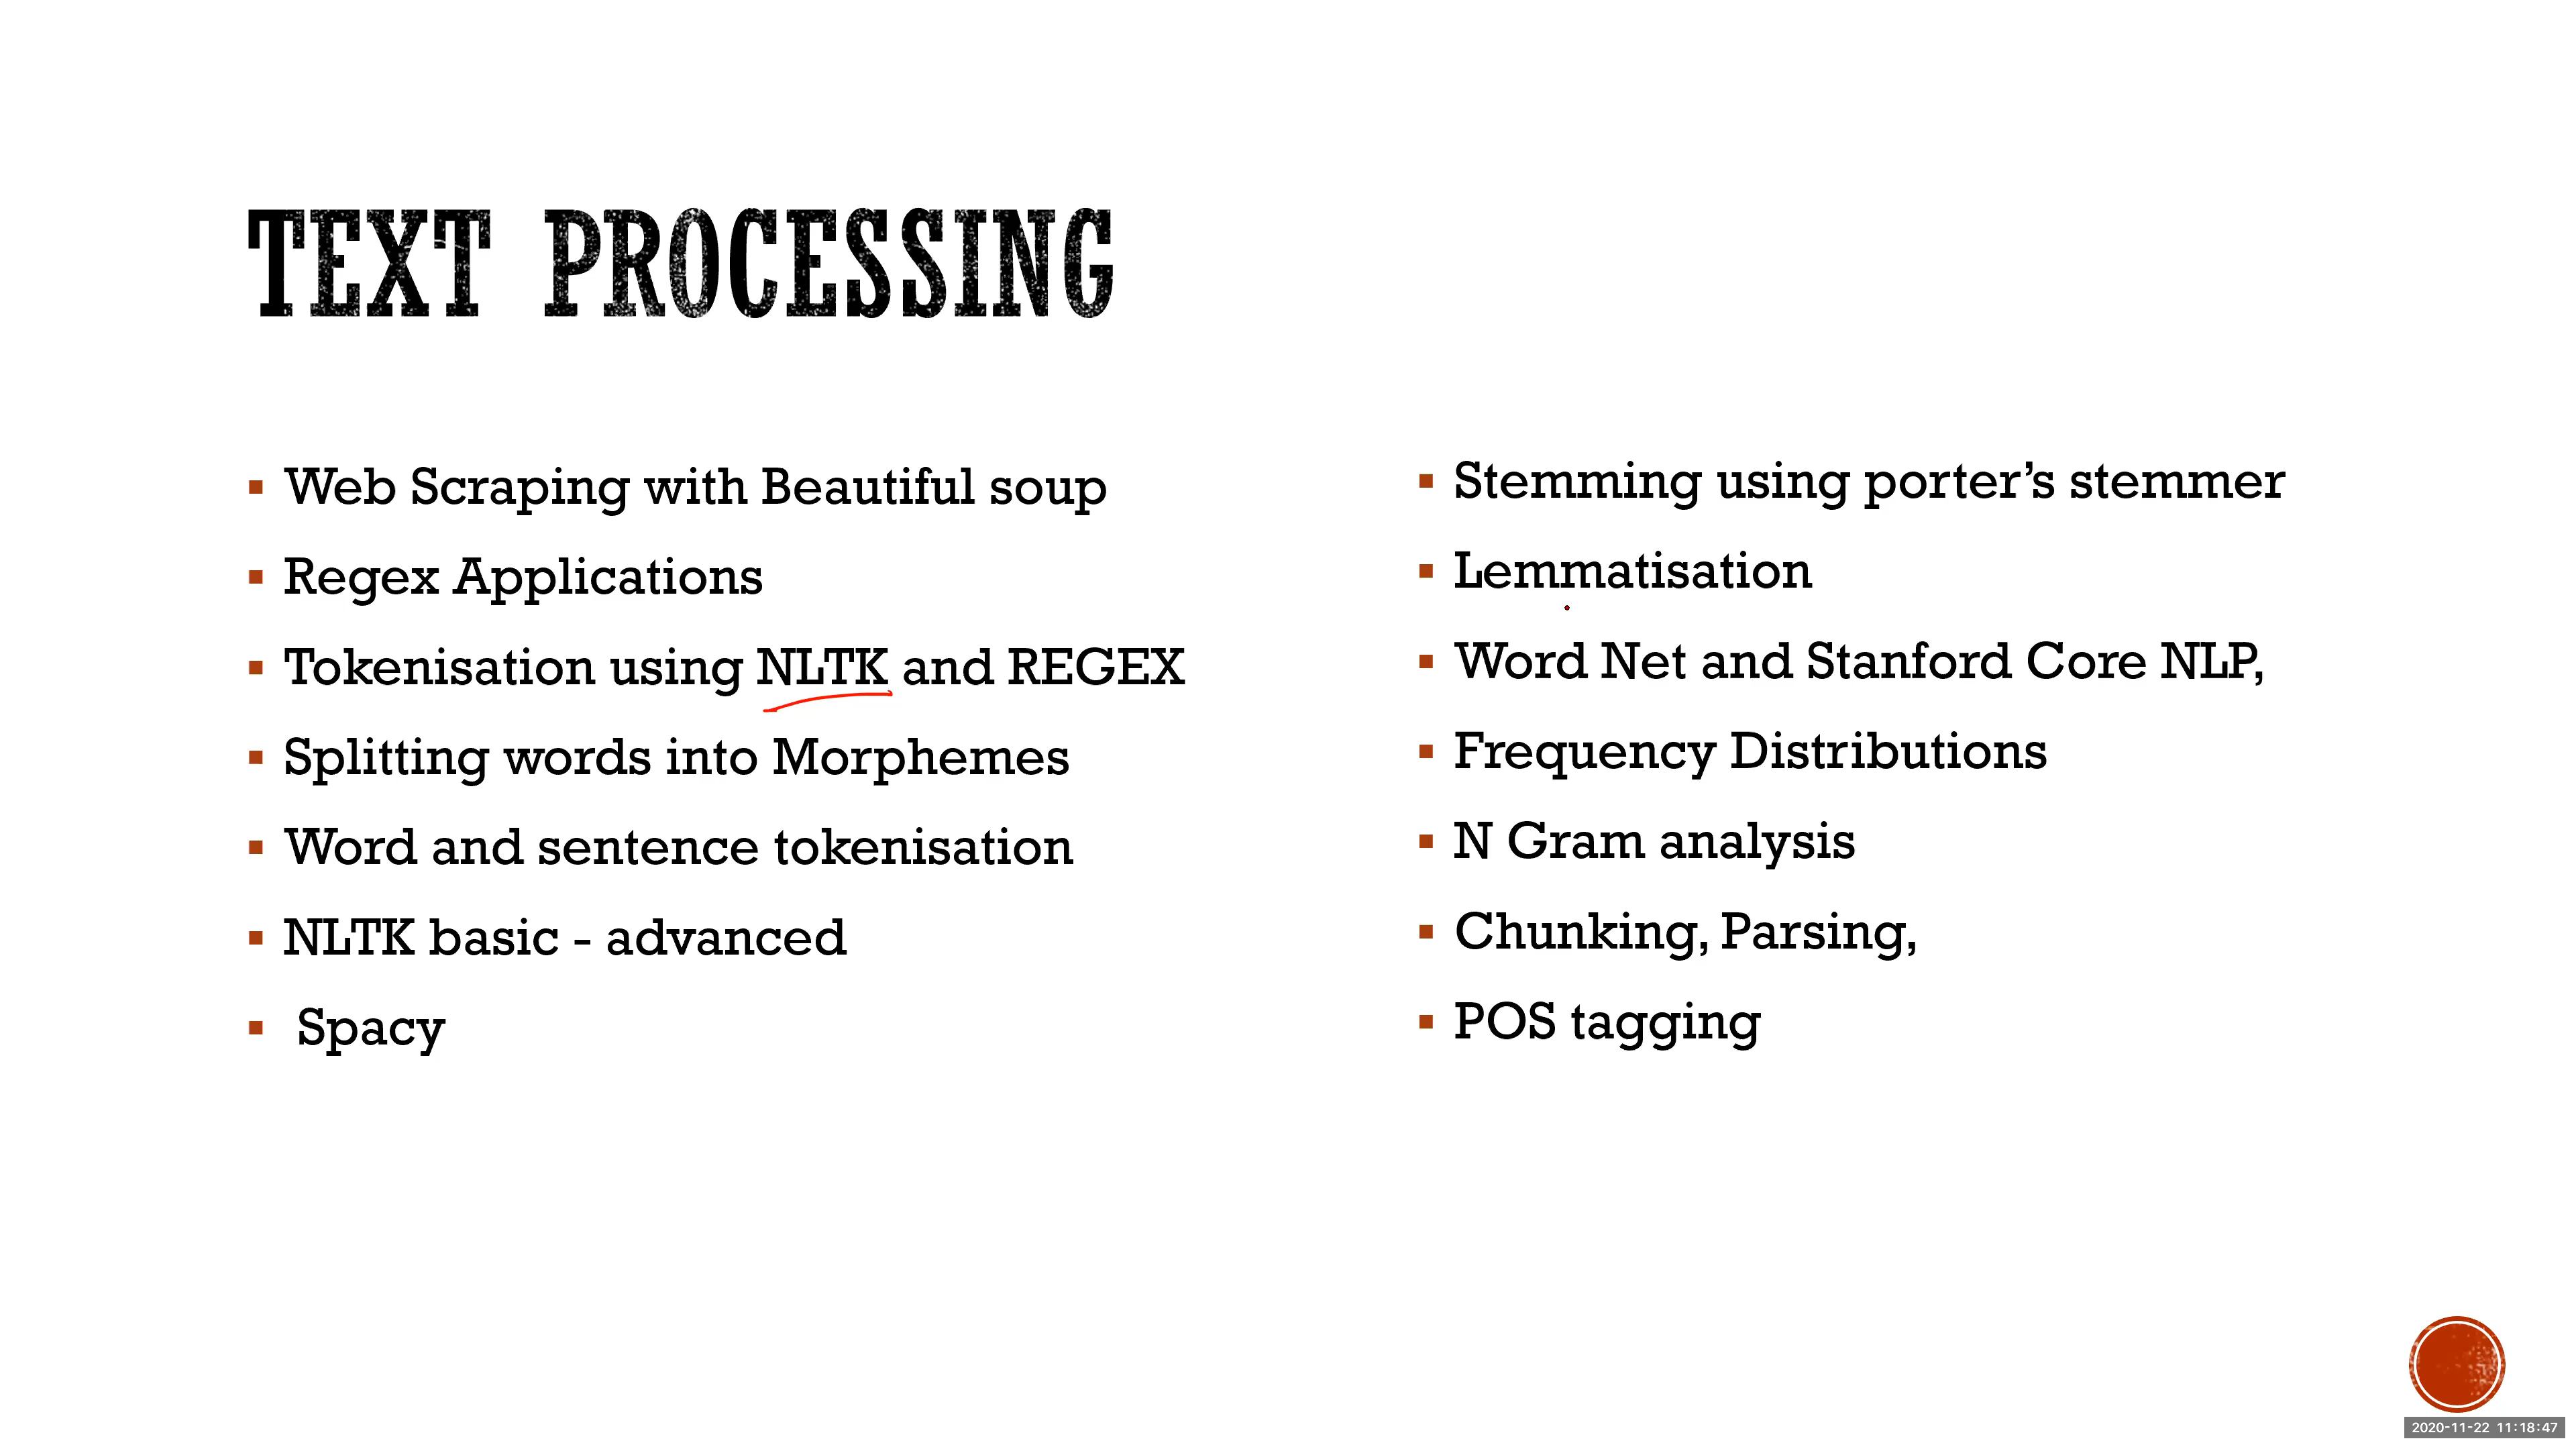 TEXT PROCESSING
Web Scraping with Beautiful soup
Regex Applications
Tokenisation using NLTK and REGEX
Splitting words into Morphemes
Word and sentence tokenisation
NLTK basic - advanced
Spacy
Stemming using porter’s stemmer
Lemmatisation
Word Net and Stanford Core NLP,
Frequency Distributions
N Gram analysis
Chunking, Parsing,
POS tagging
2020-11-22 11:18:47